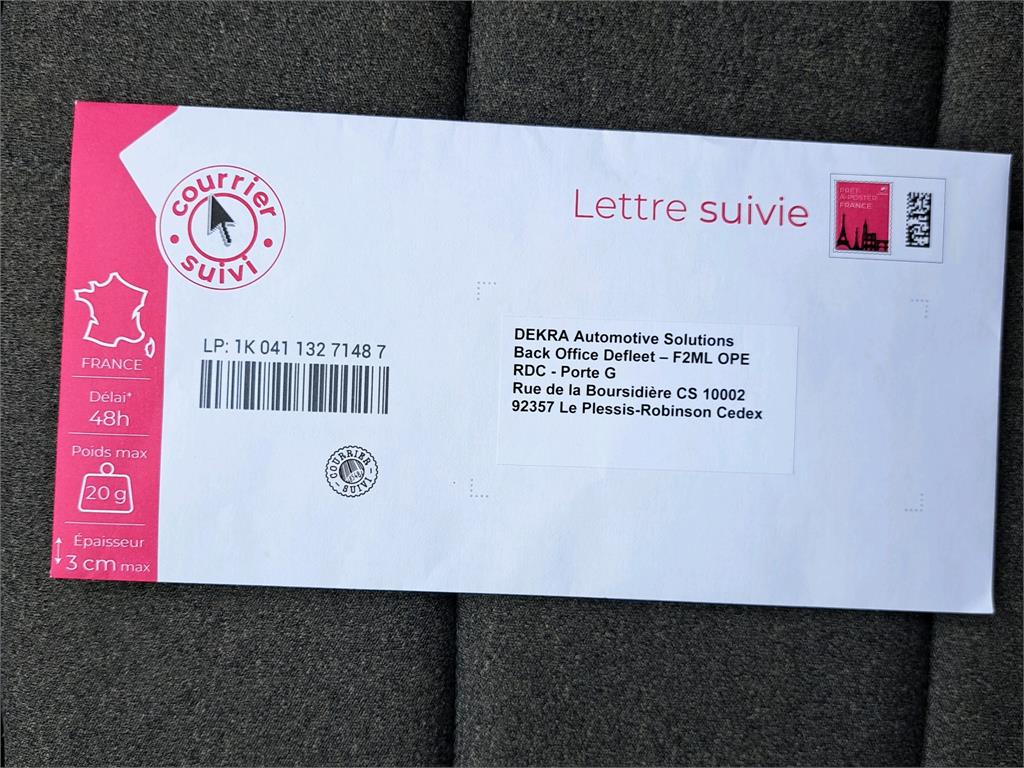 courrier
suivi
Lettre suivie
PRÊT-
À-POSTER
FRANCE
FRANCE
Délai*
48h
Poids max
20 g
Épaisseur
3 cm max
LP: 1K 041 132 7148 7
COURRIER
SUIVI
DEKRA Automotive Solutions
Back Office Defleet – F2ML OPE
RDC - Porte G
Rue de la Boursidière CS 10002
92357 Le Plessis-Robinson Cedex